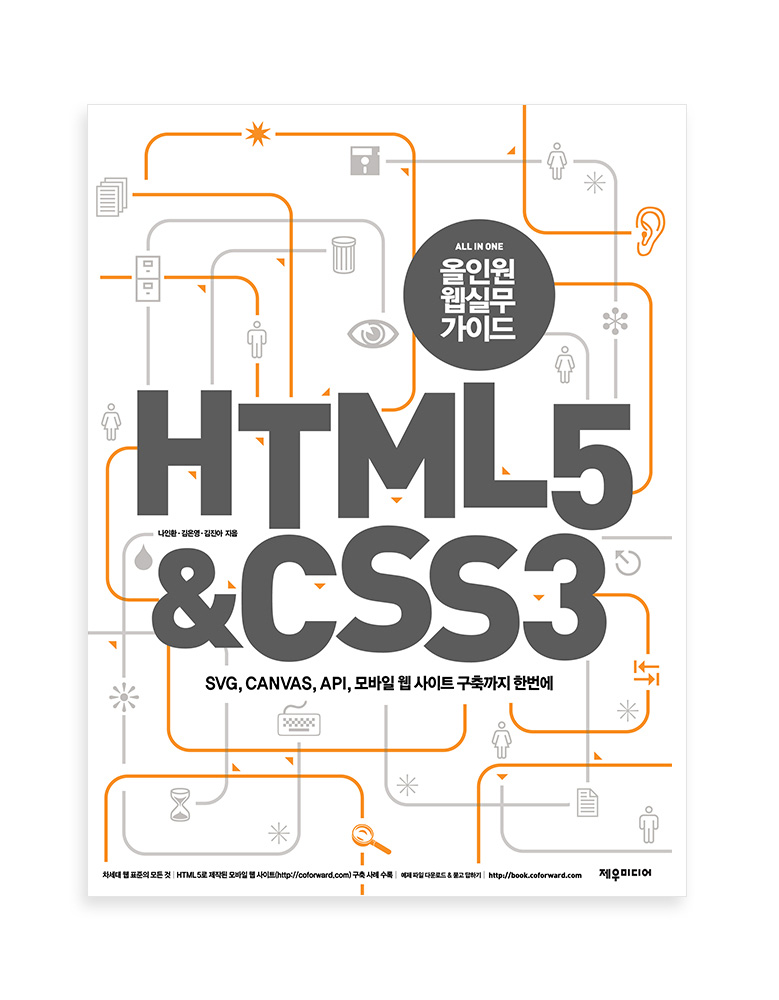 ALL IN ONE
올인원
웹실무
가이드
HTML5
나인환·김은영·김진아 지음
&CSS3
SVG, CANVAS, API, 모바일 웹 사이트 구축까지 한번에
차세대 웹 표준의 모든 것 | HTML5로 제작된 모바일 웹 사이트(http://coforward.com) 구축 사례 수록 | 예제 파일 다운로드 & 묻고 답하기 | http://book.coforward.com
제우미디어